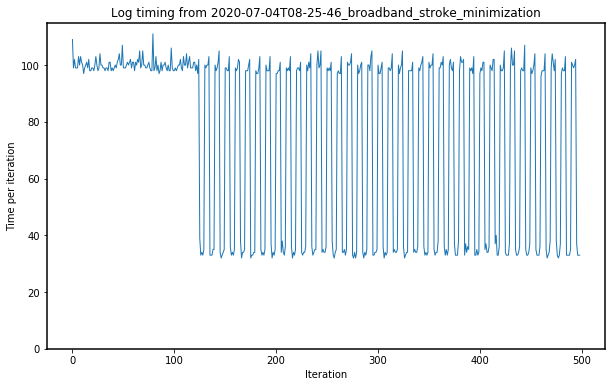 Log timing from 2020-07-04T08-25-46_broadband_stroke_minimization
Time per iteration
100
80
60
40
20
0
0 100 200 300 400 500
Iteration